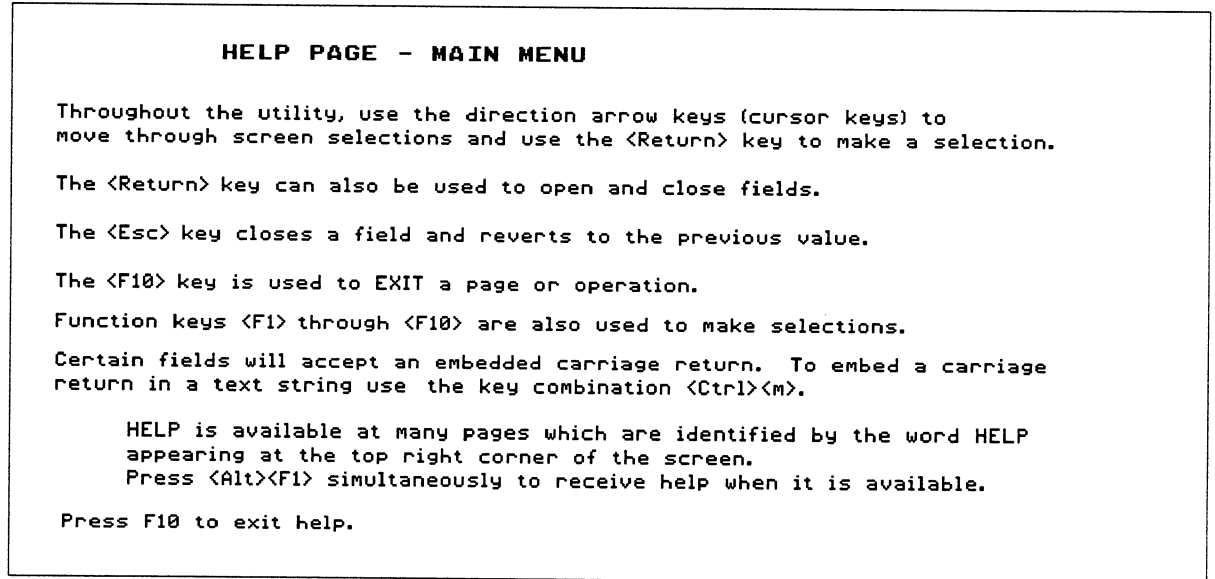 HELP PAGE - MAIN MENU
Throughout the utility, use the direction arrow keys (cursor keys) to
move through screen selections and use the <Return> key to make a selection.
The <Return> key can also be used to open and close fields.
The <Esc> key closes a field and reverts to the previous value.
The <F10> key is used to EXIT a page or operation.
Function keys <F1> through <F10> are also used to make selections.
Certain fields will accept an embedded carriage return.  To embed a carriage
return in a text string use the key combination <Ctrl><m>.
HELP is available at many pages which are identified by the word HELP
appearing at the top right corner of the screen.
Press <Alt><F1> simultaneously to receive help when it is available.
Press F10 to exit help.